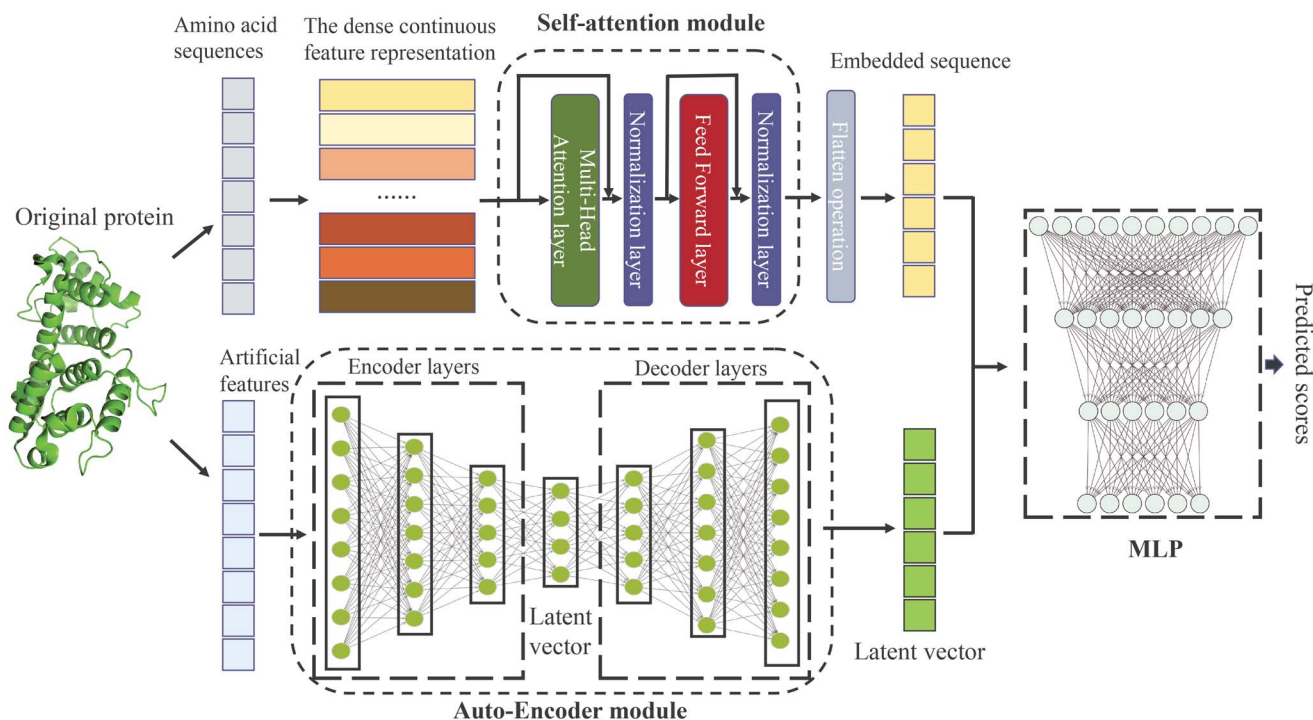 Self-attention module
Amino acid
sequences
The dense continuous
feature representation
Embedded sequence
Multi-Head
Attention layer
Normalization layer
Feed Forward layer
Normalization layer
Flatten operation
......
Original protein
Predicted scores
Artificial
features
Encoder layers
Decoder layers
Latent
vector
Latent vector
MLP
Auto-Encoder module